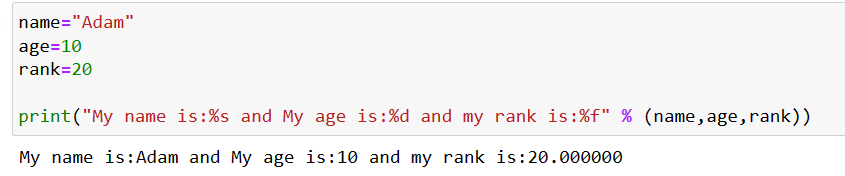 name="Adam"
age=10
rank=20
print("My name is:%s and My age is:%d and my rank is:%f" % (name,age,rank))
My name is:Adam and My age is:10 and my rank is:20.000000